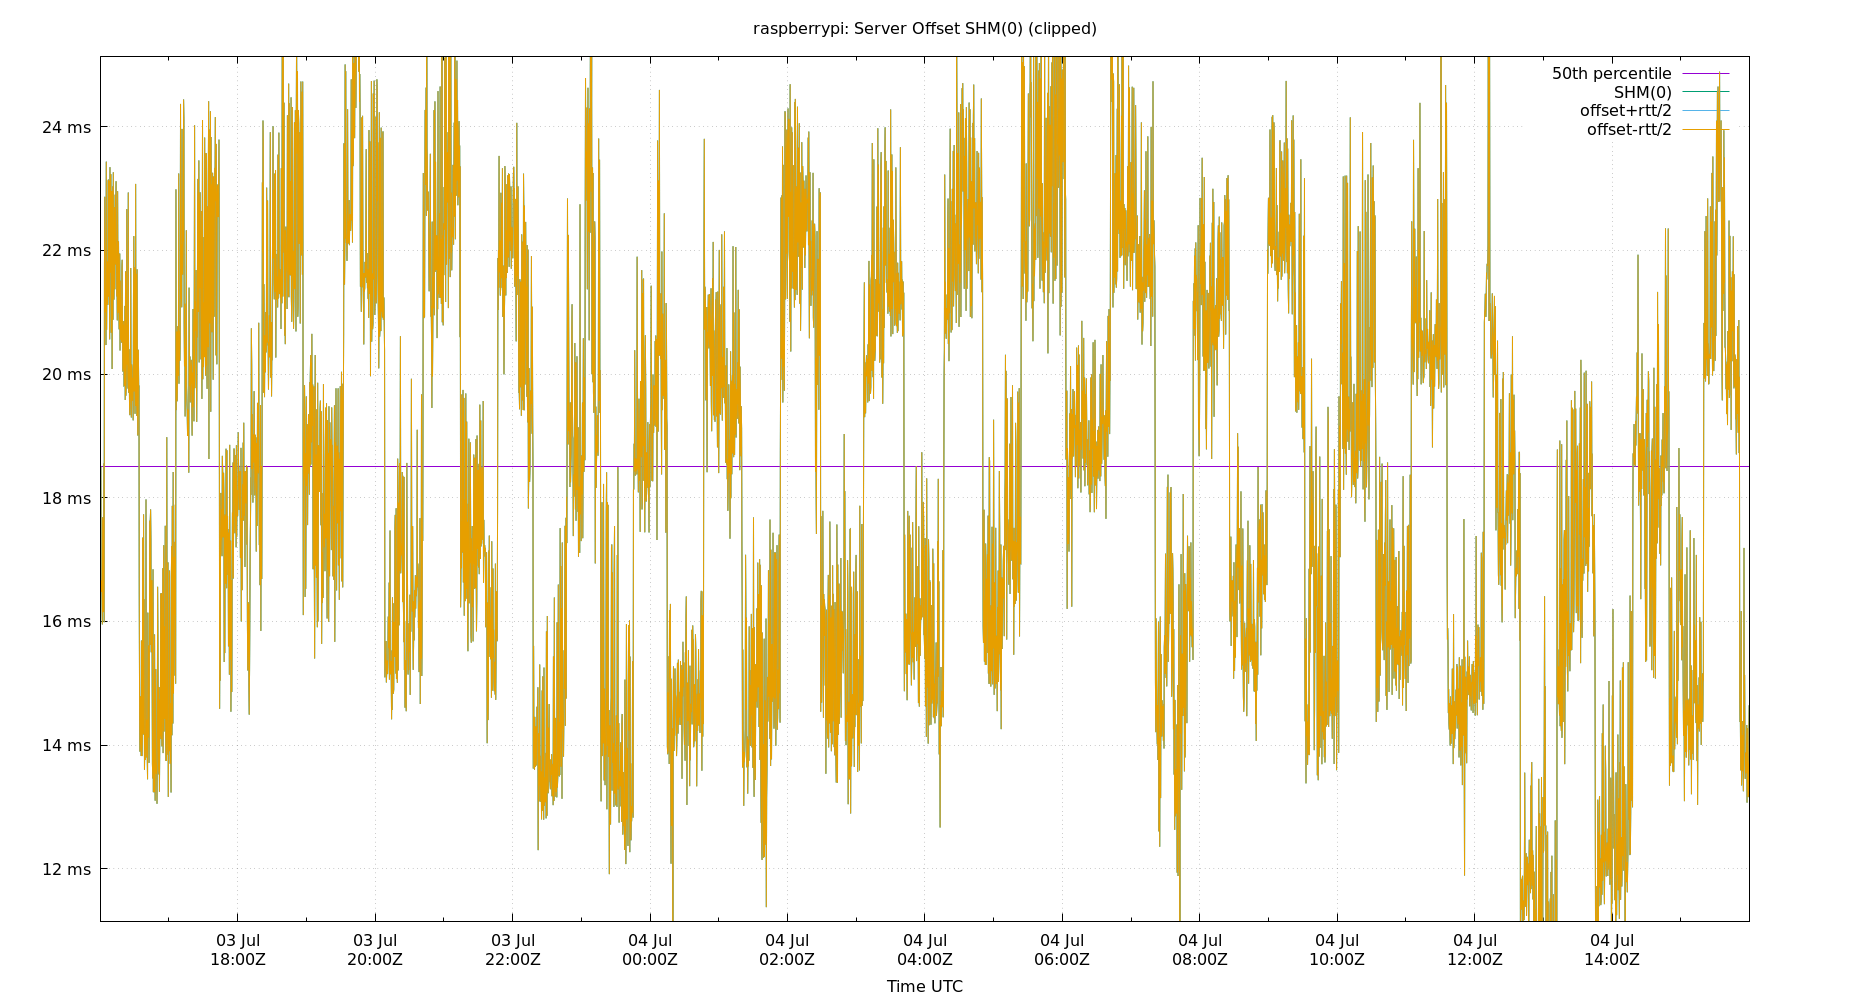 raspberrypi: Server Offset SHM(0) (clipped)
50th percentile
SHM(0)
offset+rtt/2
offset-rtt/2
24 ms
22 ms
20 ms
18 ms
16 ms
14 ms
12 ms
03 Jul 03 Jul 03 Jul 04 Jul 04 Jul 04 Jul 04 Jul 04 Jul 04 Jul 04 Jul 04 Jul
18:00Z 20:00Z 22:00Z 00:00Z 02:00Z 04:00Z 06:00Z 08:00Z 10:00Z 12:00Z 14:00Z
Time UTC